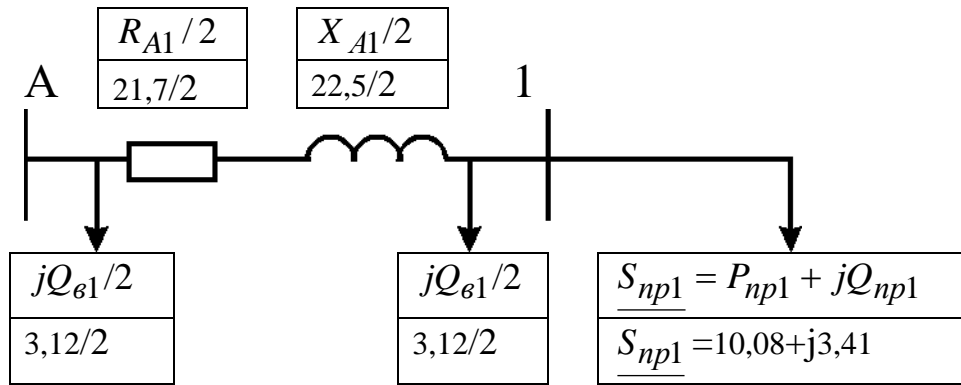 R_A1 / 2
X_A1/2
21,7/2
22,5/2
A
1
jQ_в1/2
jQ_в1/2
S_пр1 = P_пр1 + jQ_пр1
3,12/2
3,12/2
S_пр1 =10,08+j3,41